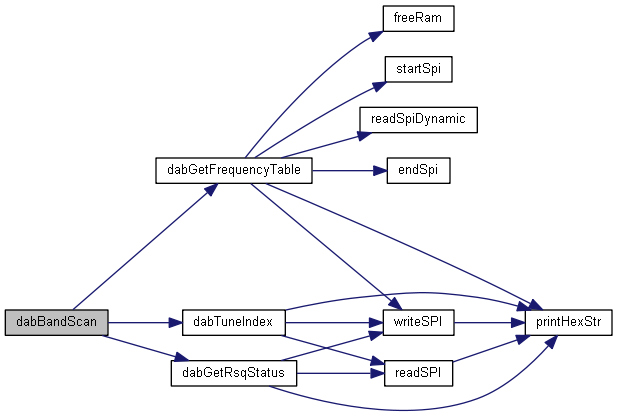 freeRam
startSpi
readSpiDynamic
dabGetFrequencyTable
endSpi
dabBandScan
dabTuneIndex
writeSPI
printHexStr
dabGetRsqStatus
readSPI